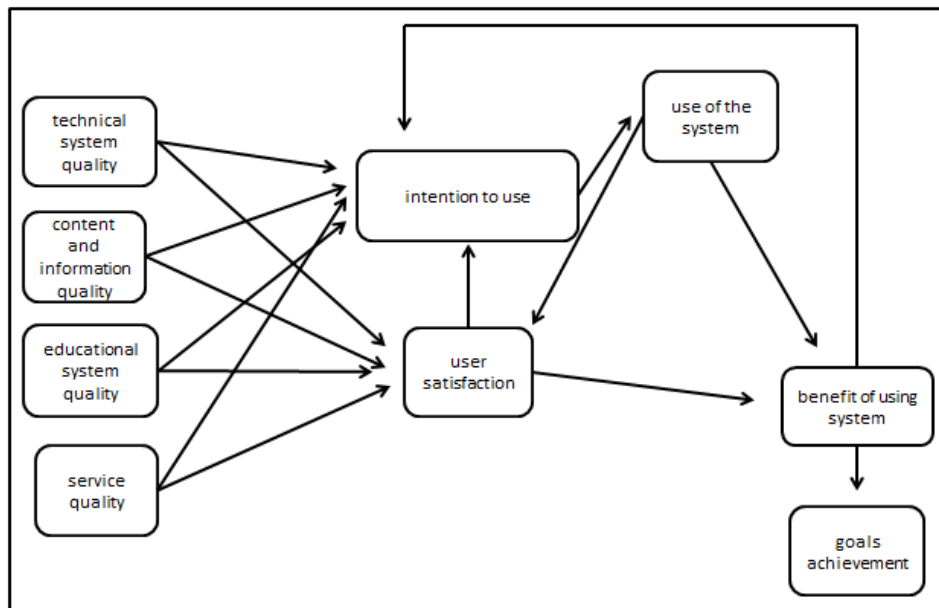 technical
system
quality
content
and
information
quality
educational
system
quality
service
quality
intention to use
user
satisfaction
use of the
system
benefit of using
system
goals
achievement